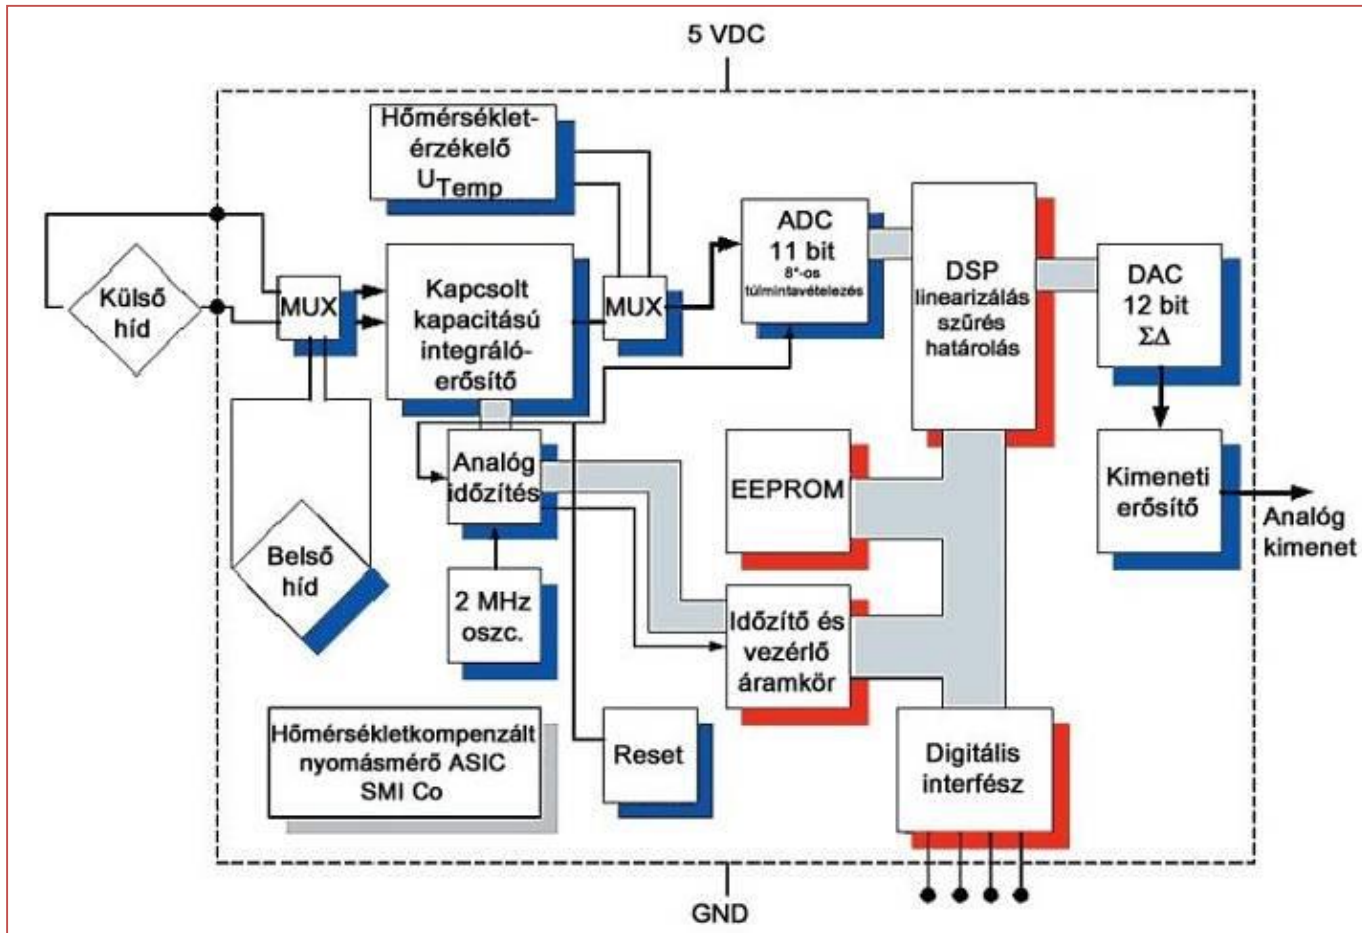 5 VDC
Hőmérséklet-
érzékelő
UTemp
Külső
híd
MUX
Kapcsolt
kapacitású
integráló-
erősítő
MUX
ADC
11 bit
8*-os
túlmintavételezés
DSP
linearizálás
szűrés
határolás
DAC
12 bit
ΣΔ
Analóg
időzítés
EEPROM
Kimeneti
erősítő
Analóg
kimenet
Belső
híd
2 MHz
oszc.
Időzítő és
vezérlő
áramkör
Hőmérsékletkompenzált
nyomásmérő ASIC
SMI Co
Reset
Digitális
interfész
GND